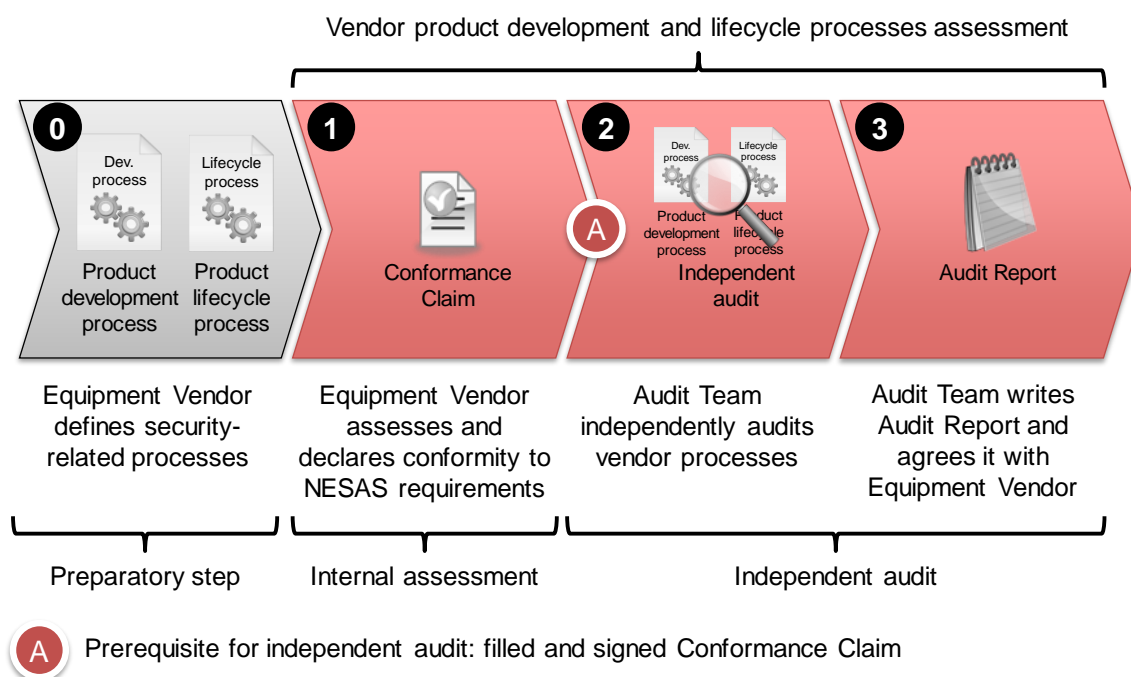 Vendor product development and lifecycle processes assessment
0
Dev.
process
Lifecycle
process
Product
development
process
Product
lifecycle
process
1
Conformance
Claim
A
2
Dev.
process
Lifecycle
process
Product
development
process
Product
lifecycle
process
Independent
audit
3
Audit Report
Equipment Vendor
defines security-
related processes
Equipment Vendor
assesses and
declares conformity to
NESAS requirements
Audit Team
independently audits
vendor processes
Audit Team writes
Audit Report and
agrees it with
Equipment Vendor
Preparatory step
Internal assessment
Independent audit
A
Prerequisite for independent audit: filled and signed Conformance Claim